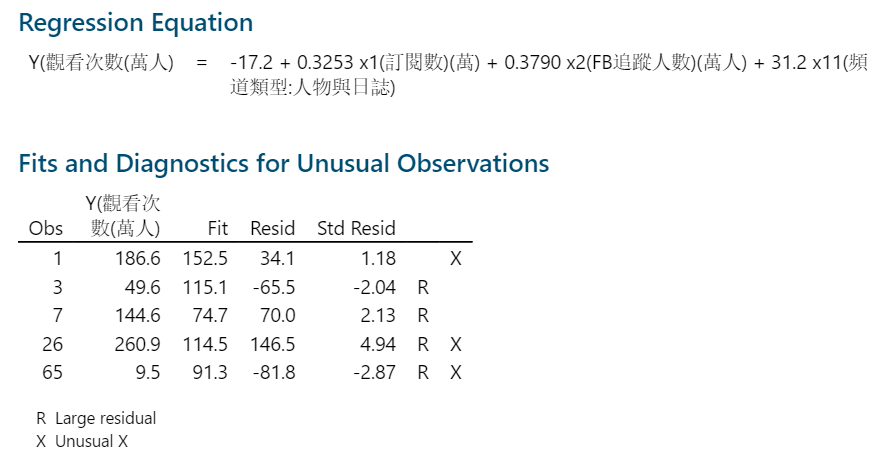 Regression Equation
Y(觀看次數(萬人) = -17.2 + 0.3253 x1(訂閱數)(萬) + 0.3790 x2(FB追蹤人數)(萬人) + 31.2 x11(頻
道類型:人物與日誌)
Fits and Diagnostics for Unusual Observations
Y(觀看次
Obs 數(萬人) Fit Resid Std Resid
1 186.6 152.5 34.1 1.18 X
3 49.6 115.1 -65.5 -2.04 R
7 144.6 74.7 70.0 2.13 R
26 260.9 114.5 146.5 4.94 R X
65 9.5 91.3 -81.8 -2.87 R X
R Large residual
X Unusual X